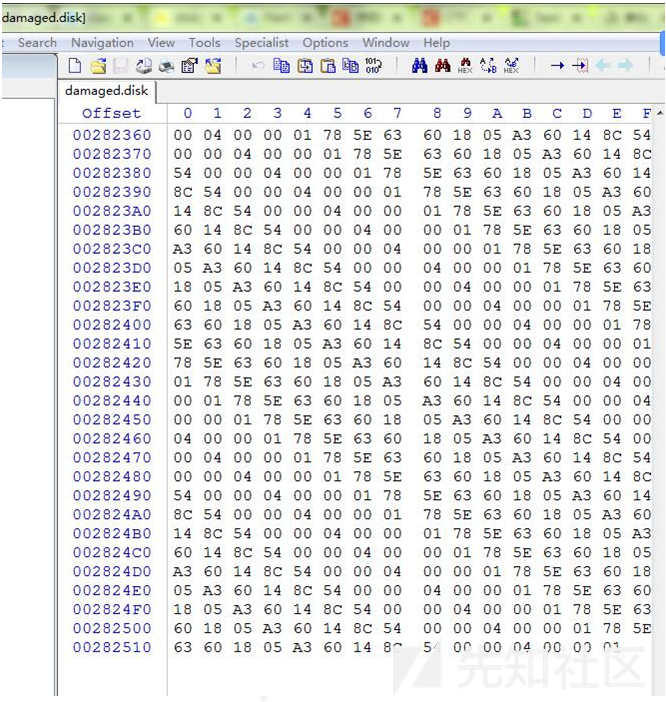 damaged.disk]
Search Navigation View Tools Specialist Options Window Help
damaged.disk
Offset 0 1 2 3 4 5 6 7 8 9 A B C D E F
00282360 00 04 00 00 01 78 5E 63 60 18 05 A3 60 14 8C 54
00282370 00 00 04 00 00 01 78 5E 63 60 18 05 A3 60 14 8C
00282380 54 00 00 04 00 00 01 78 5E 63 60 18 05 A3 60 14
00282390 8C 54 00 00 04 00 00 01 78 5E 63 60 18 05 A3 60
002823A0 14 8C 54 00 00 04 00 00 01 78 5E 63 60 18 05 A3
002823B0 60 14 8C 54 00 00 04 00 00 01 78 5E 63 60 18 05
002823C0 A3 60 14 8C 54 00 00 04 00 00 01 78 5E 63 60 18
002823D0 05 A3 60 14 8C 54 00 00 04 00 00 01 78 5E 63 60
002823E0 18 05 A3 60 14 8C 54 00 00 04 00 00 01 78 5E 63
002823F0 60 18 05 A3 60 14 8C 54 00 00 04 00 00 01 78 5E
00282400 63 60 18 05 A3 60 14 8C 54 00 00 04 00 00 01 78
00282410 5E 63 60 18 05 A3 60 14 8C 54 00 00 04 00 00 01
00282420 78 5E 63 60 18 05 A3 60 14 8C 54 00 00 04 00 00
00282430 01 78 5E 63 60 18 05 A3 60 14 8C 54 00 00 04 00
00282440 00 01 78 5E 63 60 18 05 A3 60 14 8C 54 00 00 04
00282450 00 00 01 78 5E 63 60 18 05 A3 60 14 8C 54 00 00
00282460 04 00 00 01 78 5E 63 60 18 05 A3 60 14 8C 54 00
00282470 00 04 00 00 01 78 5E 63 60 18 05 A3 60 14 8C 54
00282480 00 00 04 00 00 01 78 5E 63 60 18 05 A3 60 14 8C
00282490 54 00 00 04 00 00 01 78 5E 63 60 18 05 A3 60 14
002824A0 8C 54 00 00 04 00 00 01 78 5E 63 60 18 05 A3 60
002824B0 14 8C 54 00 00 04 00 00 01 78 5E 63 60 18 05 A3
002824C0 60 14 8C 54 00 00 04 00 00 01 78 5E 63 60 18 05
002824D0 A3 60 14 8C 54 00 00 04 00 00 01 78 5E 63 60 18
002824E0 05 A3 60 14 8C 54 00 00 04 00 00 01 78 5E 63 60
002824F0 18 05 A3 60 14 8C 54 00 00 04 00 00 01 78 5E 63
00282500 60 18 05 A3 60 14 8C 54 00 00 04 00 00 01 78 5E
00282510 63 60 18 05 A3 60 14 8C 54 00 00 04 00 00 01
先知社区